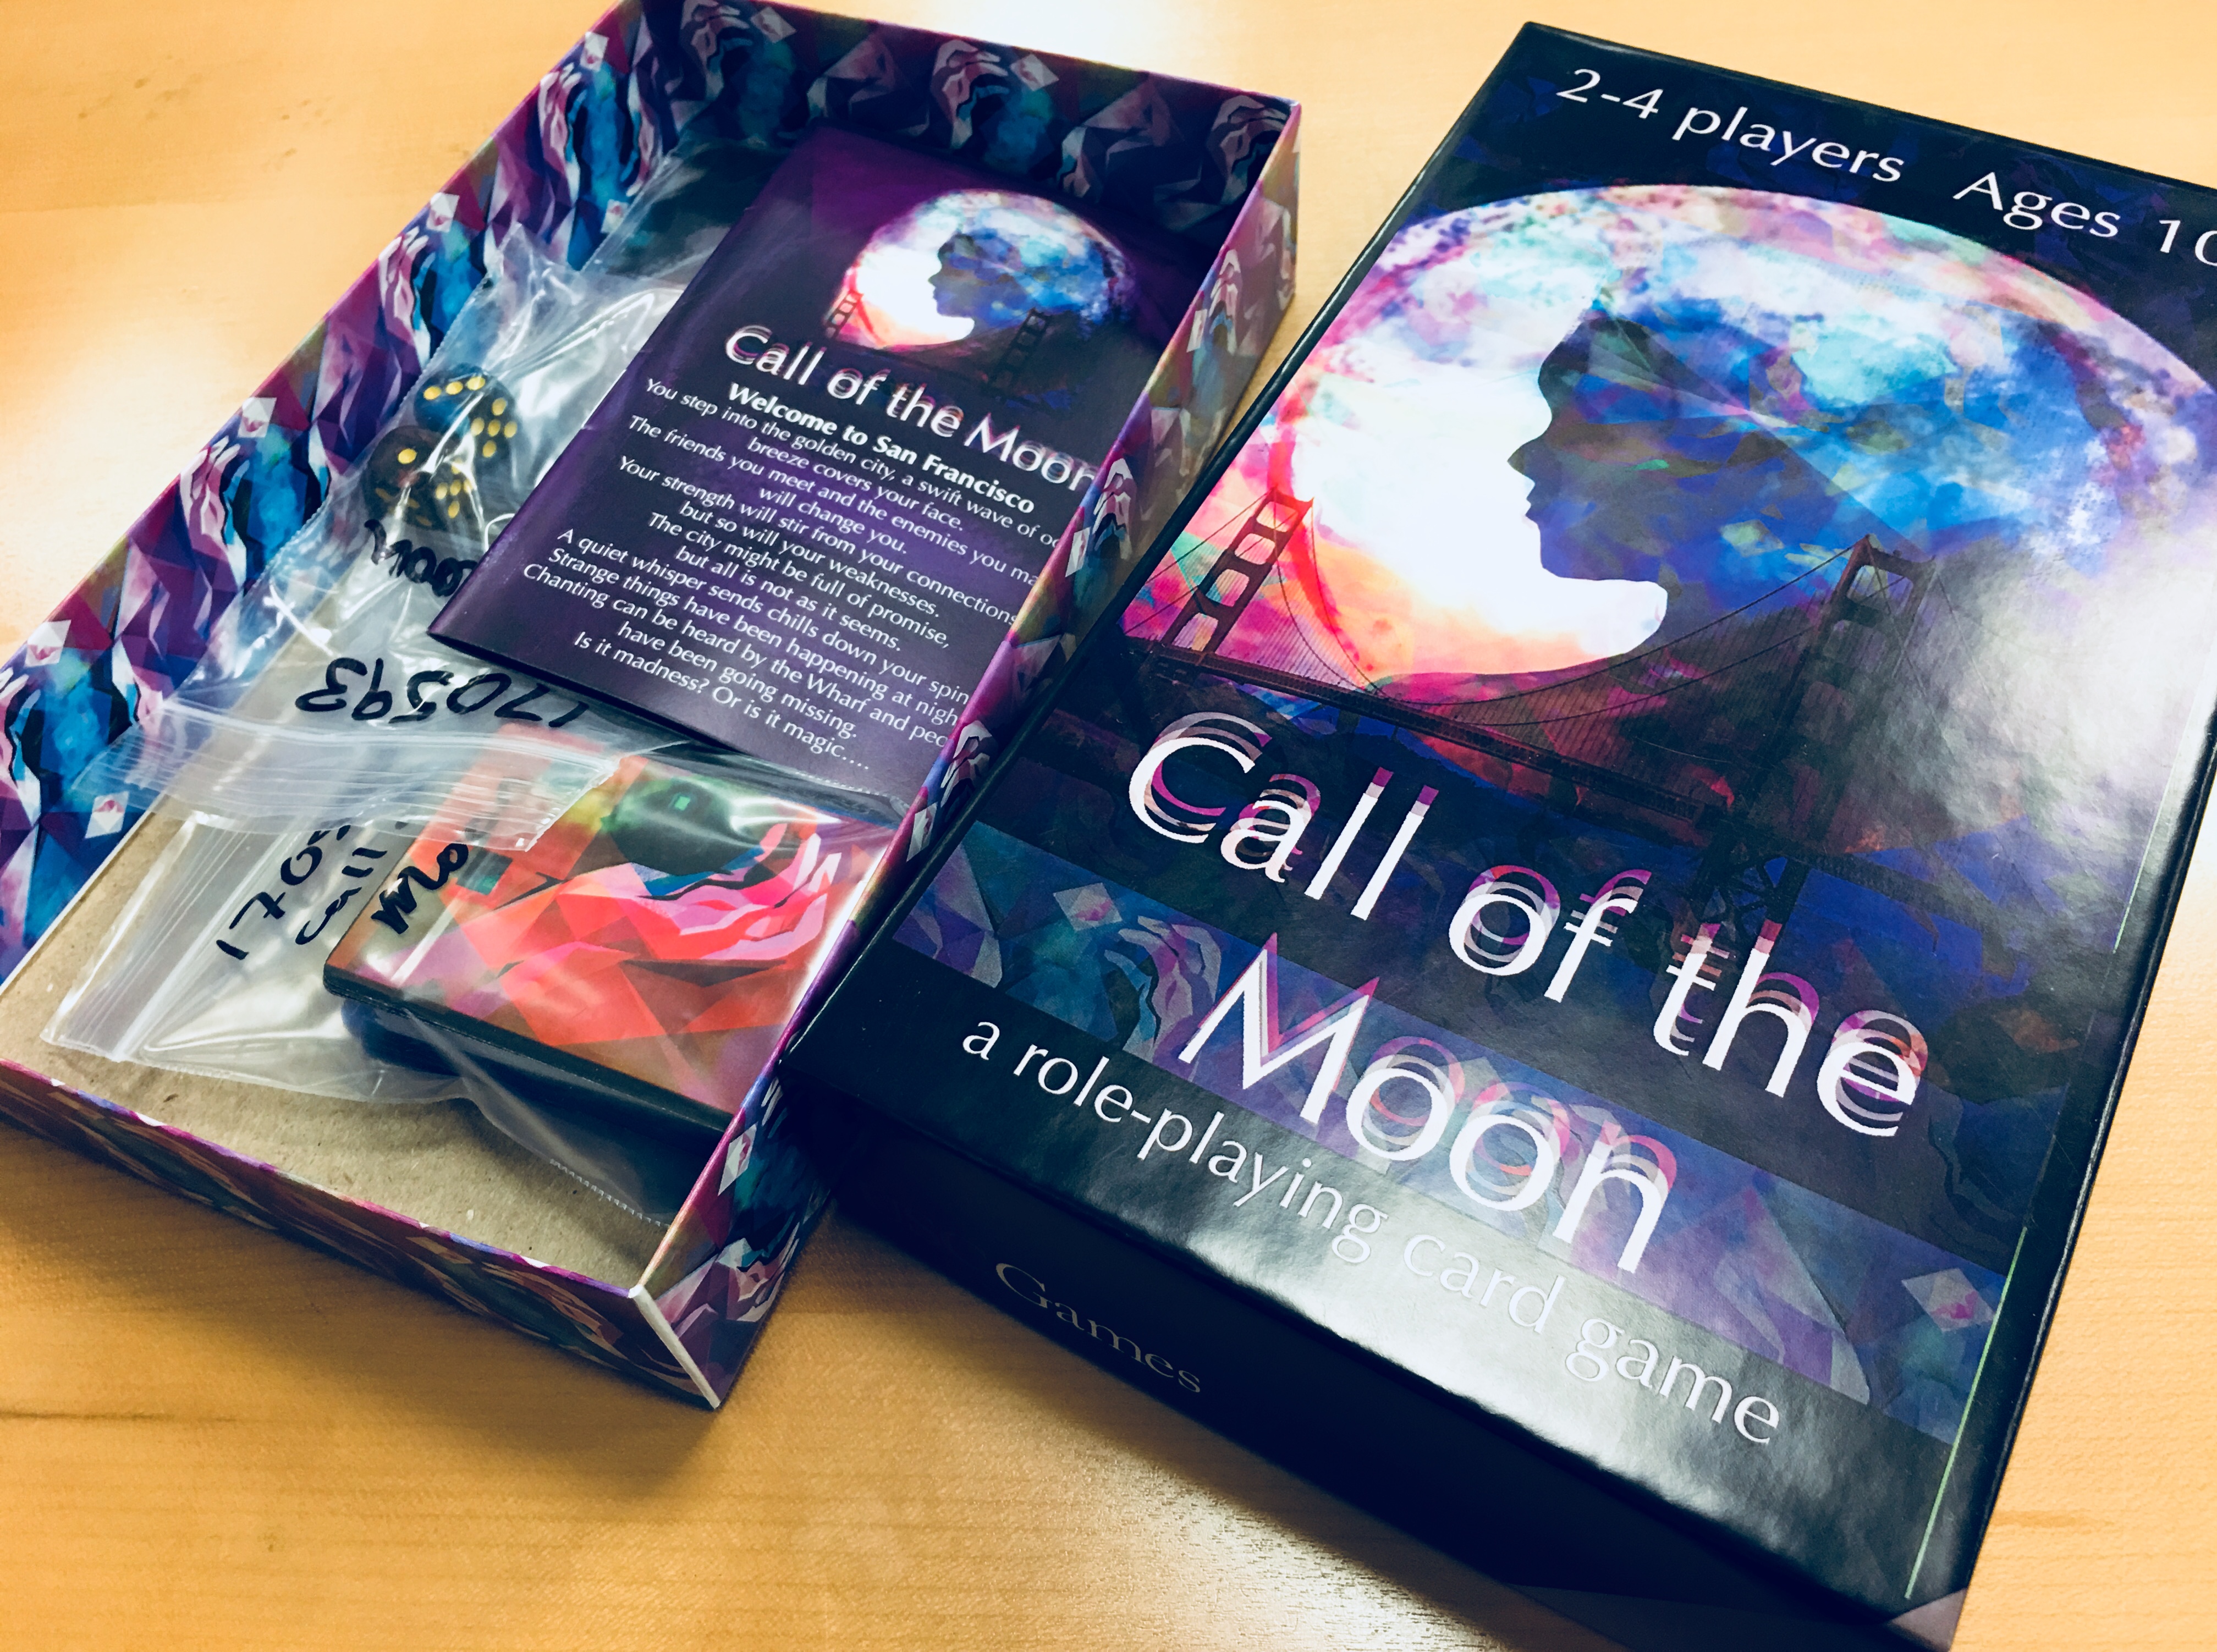 Call of the Moon
Welcome to San Francisco
You step into the golden city, a swift wave of
breeze covers your face.
The friends you meet and the enemies you
will change you.
Your strength will stir from your connections
but so will your weaknesses.
The city might be full of promise,
but all is not as it seems.
A quiet whisper sends chills down your
Strange things have been happening at
Chanting can be heard by the Wharf and
have been going missing.
Is it madness? Or is it magic....
170593
1 of
2-4 players Ages 10
Call of the
Moon
a role-playing card game
Games